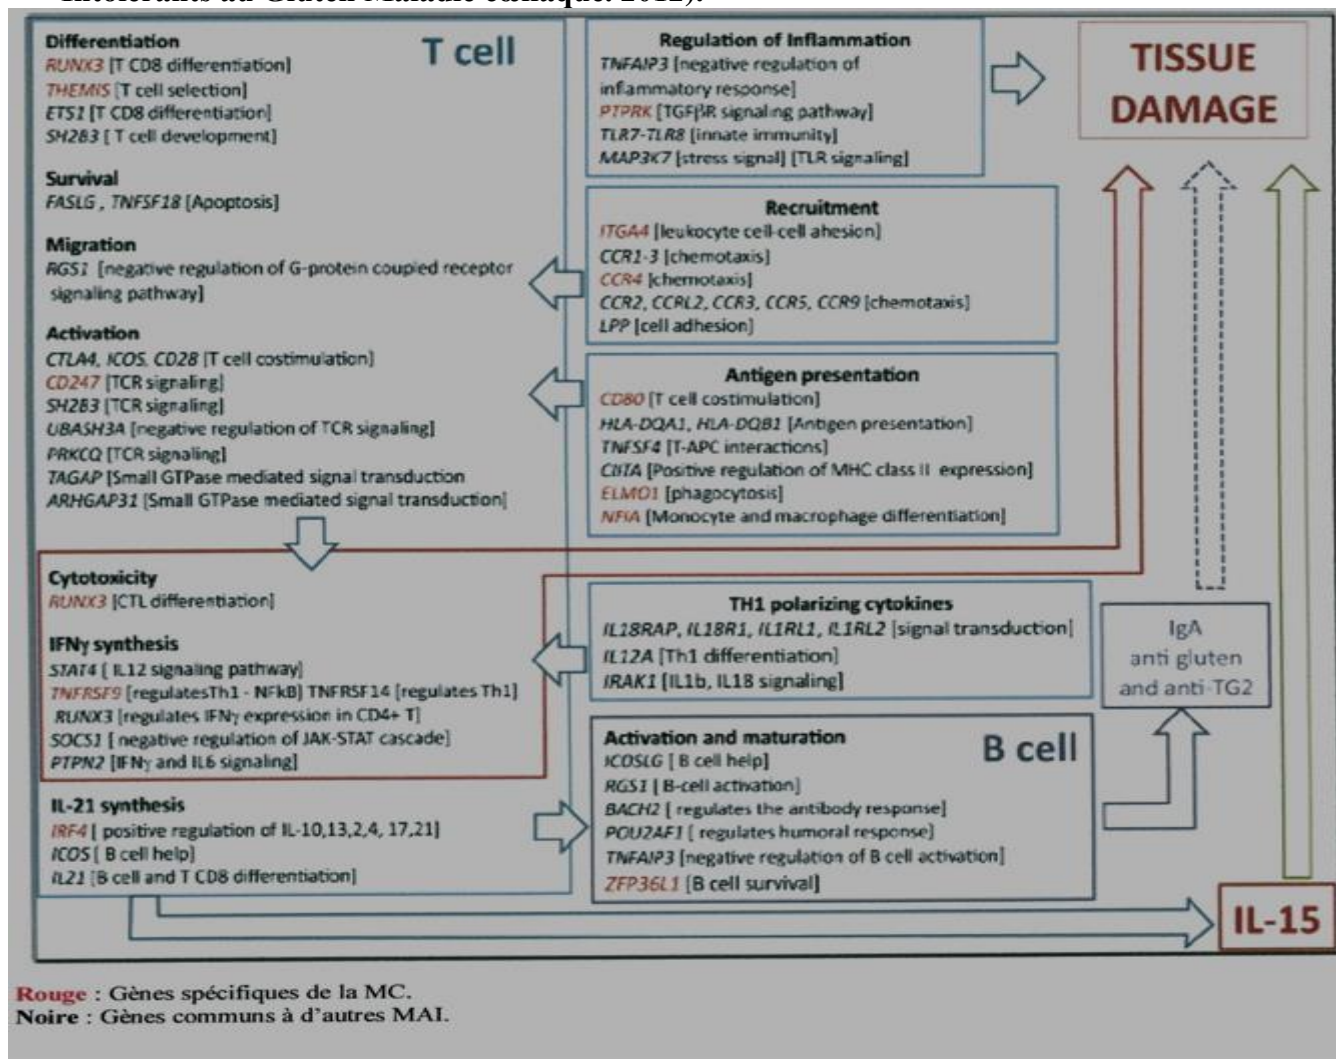 Intolérants au Gluten Maladie cœliaque. 2012).
T cell
Differentiation
RUNX3 [T CD8 differentiation]
THEMIS [T cell selection]
ETS1 [T CD8 differentiation]
SH2B3 [ T cell development]
Survival
FASLG , TNFSF18 [Apoptosis]
Migration
RGS1 [negative regulation of G-protein coupled receptor
signaling pathway]
Activation
CTLA4, ICOS, CD28 [T cell costimulation]
CD247 [TCR signaling]
SH2B3 [TCR signaling]
UBASH3A [negative regulation of TCR signaling]
PRKCQ [TCR signaling]
TAGAP [Small GTPase mediated signal transduction
ARHGAP31 [Small GTPase mediated signal transduction]
Cytotoxicity
RUNX3 [CTL differentiation]
IFNγ synthesis
STAT4 [ IL12 signaling pathway]
TNFRSF9 [regulatesTh1 - NFkB] TNFRSF14 [regulates Th1]
RUNX3 [regulates IFNγ expression in CD4+ T]
SOCS1 [ negative regulation of JAK-STAT cascade]
PTPN2 [IFNγ and IL6 signaling]
IL-21 synthesis
IRF4 [ positive regulation of IL-10,13,2,4, 17,21]
ICOS [ B cell help]
IL21 [B cell and T CD8 differentiation]
Regulation of Inflammation
TNFAIP3 [negative regulation of
inflammatory response]
PTPRK [TGFβR signaling pathway]
TLR7-TLR8 [innate immunity]
MAP3K7 [stress signal] [TLR signaling]
Recruitment
ITGA4 [leukocyte cell-cell ahesion]
CCR1-3 [chemotaxis]
CCR4 [chemotaxis]
CCR2, CCRL2, CCR3, CCR5, CCR9 [chemotaxis]
LPP [cell adhesion]
Antigen presentation
CD80 [T cell costimulation]
HLA-DQA1, HLA-DQB1 [Antigen presentation]
TNFSF4 [T-APC interactions]
CIITA [Positive regulation of MHC class II expression]
ELMO1 [phagocytosis]
NFIA [Monocyte and macrophage differentiation]
TH1 polarizing cytokines
IL18RAP, IL18R1, IL1RL1, IL1RL2 [signal transduction]
IL12A [Th1 differentiation]
IRAK1 [IL1b, IL18 signaling]
B cell
Activation and maturation
ICOSLG [ B cell help]
RGS1 [ B-cell activation]
BACH2 [ regulates the antibody response]
POU2AF1 [ regulates humoral response]
TNFAIP3 [negative regulation of B cell activation]
ZFP36L1 [B cell survival]
TISSUE
DAMAGE
IgA
anti gluten
and anti-TG2
IL-15
Rouge : Gènes spécifiques de la MC.
Noire : Gènes communs à d'autres MAI.